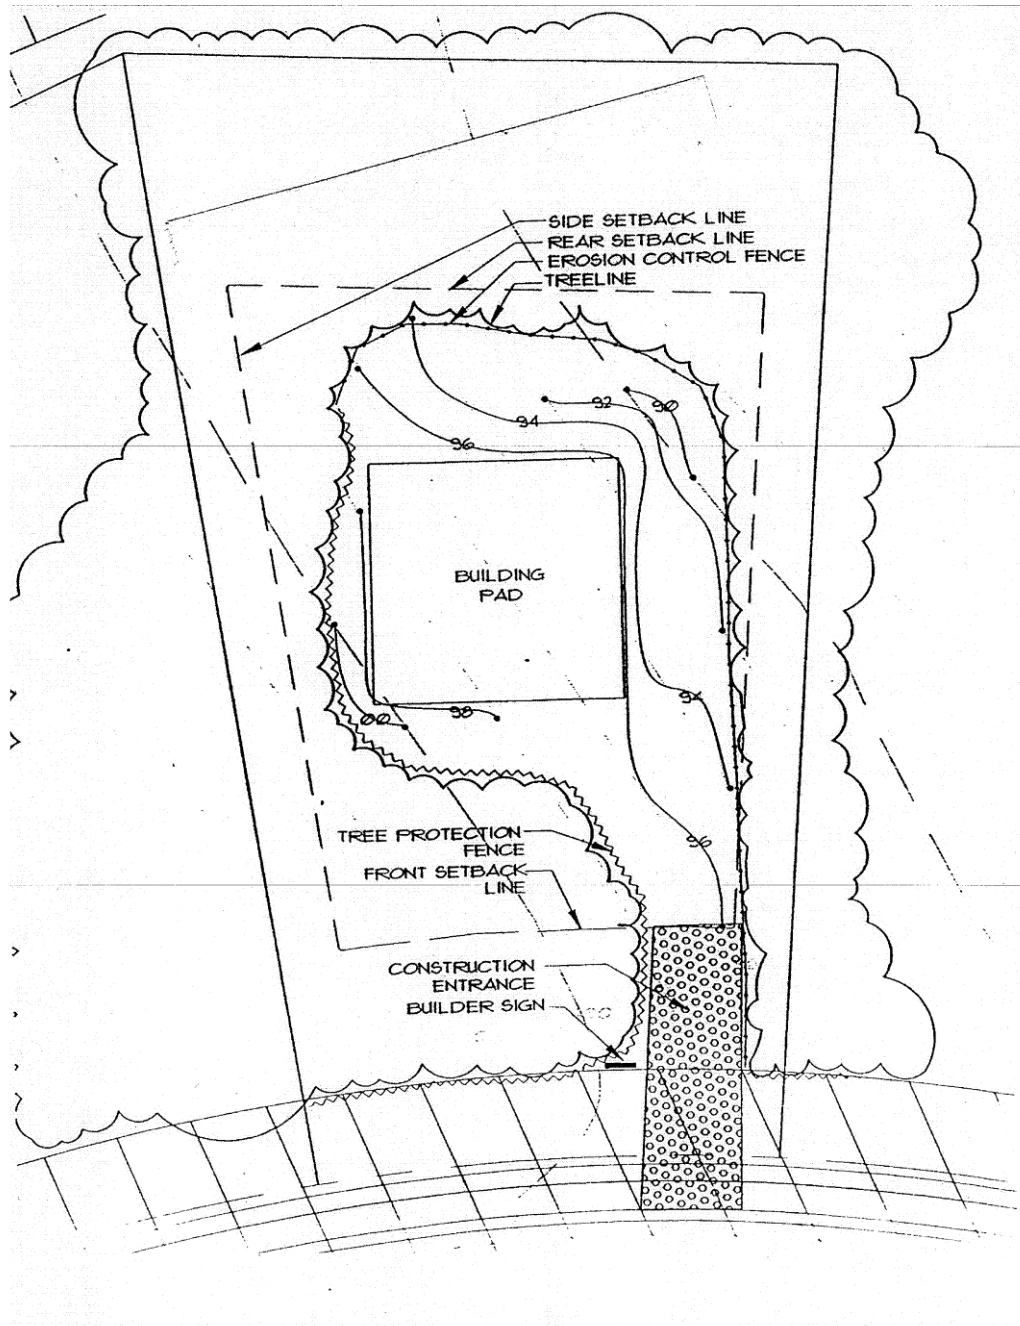 SIDE SETBACK LINE
REAR SETBACK LINE
EROSION CONTROL FENCE
TREELINE
92
90
94
96
BUILDING
PAD
98
94
96
TREE PROTECTION
FENCE
FRONT SETBACK
LINE
CONSTRUCTION
ENTRANCE
BUILDER SIGN